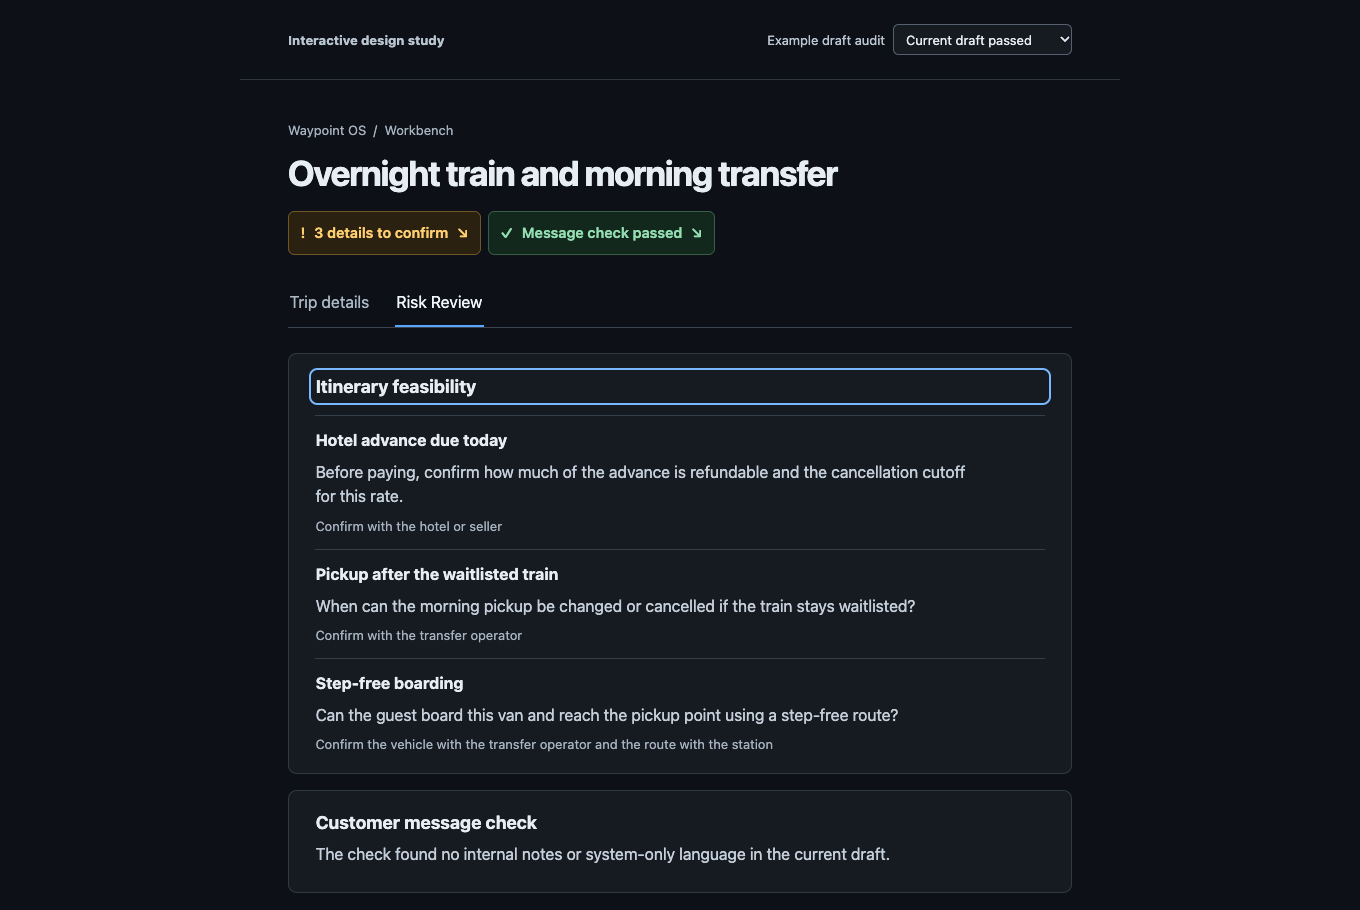 Interactive design study
Example draft audit
Current draft passed
Waypoint OS / Workbench
Overnight train and morning transfer
! 3 details to confirm ↘
✓ Message check passed ↘
Trip details
Risk Review
Itinerary feasibility
Hotel advance due today
Before paying, confirm how much of the advance is refundable and the cancellation cutoff
for this rate.
Confirm with the hotel or seller
Pickup after the waitlisted train
When can the morning pickup be changed or cancelled if the train stays waitlisted?
Confirm with the transfer operator
Step-free boarding
Can the guest board this van and reach the pickup point using a step-free route?
Confirm the vehicle with the transfer operator and the route with the station
Customer message check
The check found no internal notes or system-only language in the current draft.